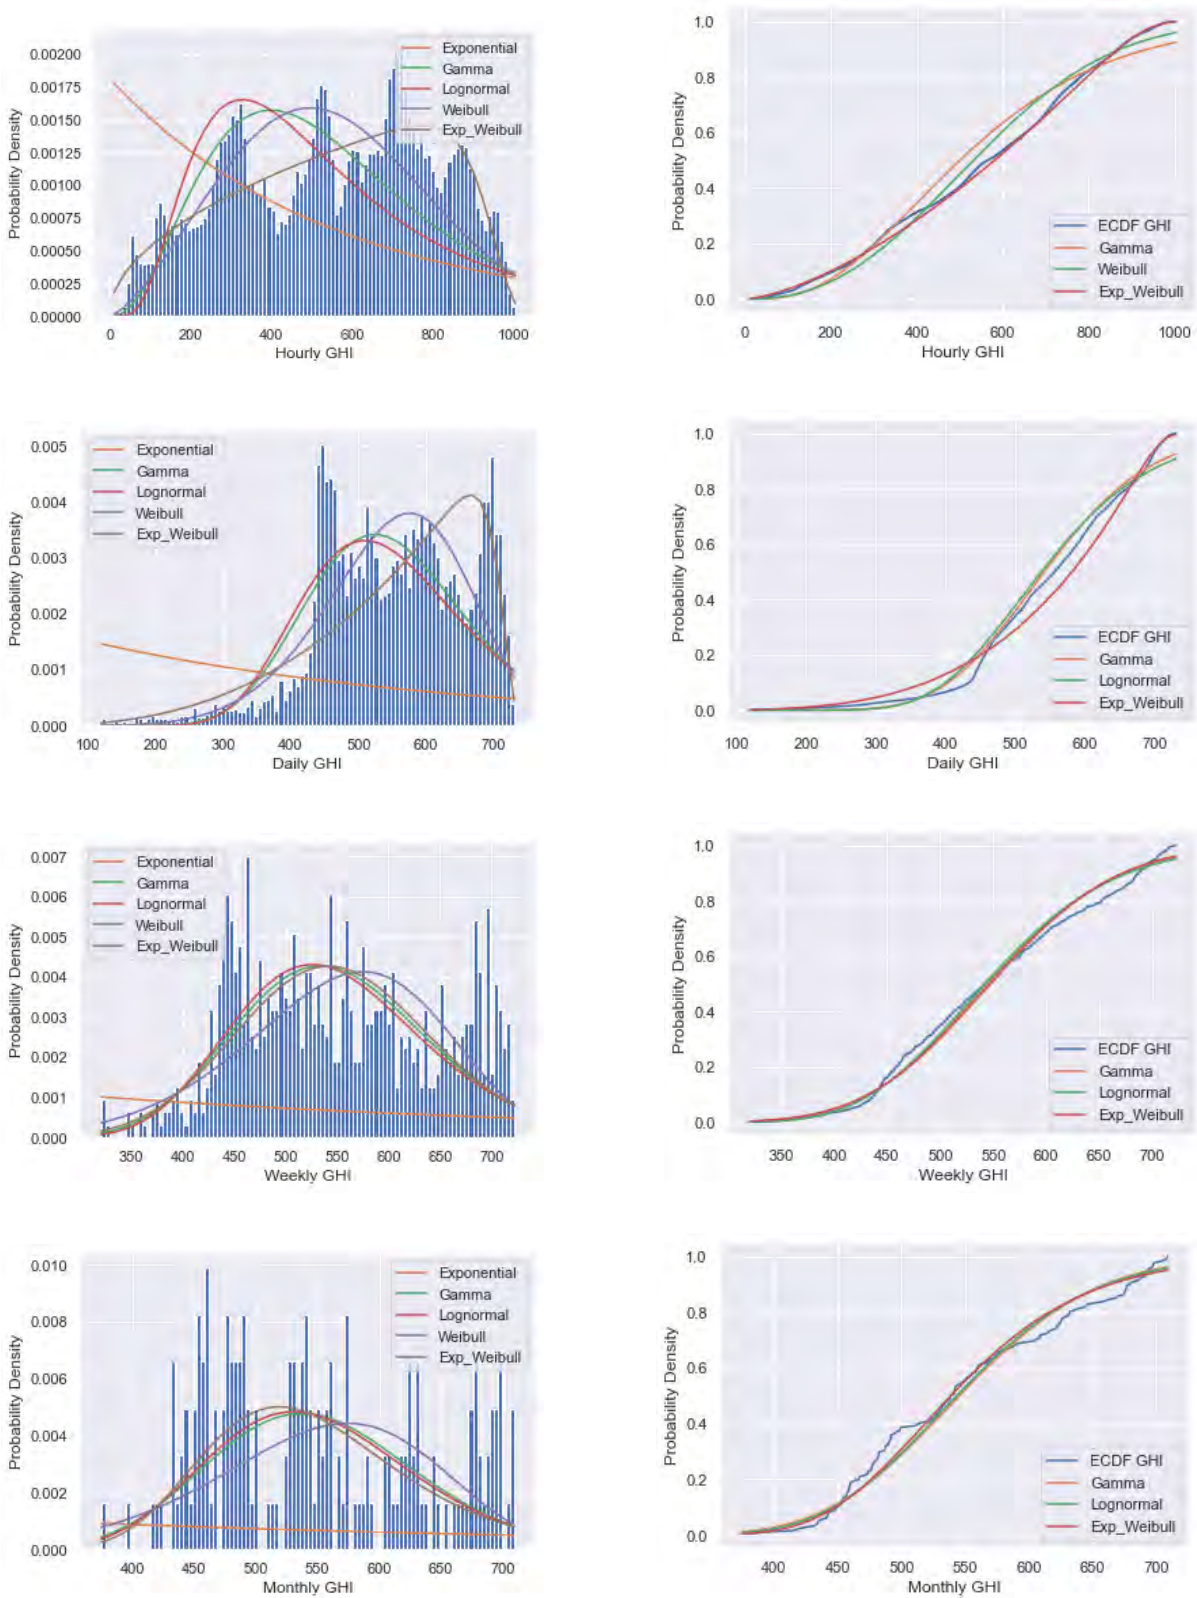 0.00200
0.00175
0.00150
0.00125
0.00100
0.00075
0.00050
0.00025
0.00000
Probability Density
0 200 400 600 800 1000
Hourly GHI
Exponential
Gamma
Lognormal
Weibull
Exp_Weibull
1.0
0.8
0.6
0.4
0.2
0.0
Probability Density
0 200 400 600 800 1000
Hourly GHI
ECDF GHI
Gamma
Weibull
Exp_Weibull
0.005
0.004
0.003
0.002
0.001
0.000
Probability Density
100 200 300 400 500 600 700
Daily GHI
Exponential
Gamma
Lognormal
Weibull
Exp_Weibull
1.0
0.8
0.6
0.4
0.2
0.0
Probability Density
100 200 300 400 500 600 700
Daily GHI
ECDF GHI
Gamma
Lognormal
Exp_Weibull
0.007
0.006
0.005
0.004
0.003
0.002
0.001
0.000
Probability Density
350 400 450 500 550 600 650 700
Weekly GHI
Exponential
Gamma
Lognormal
Weibull
Exp_Weibull
1.0
0.8
0.6
0.4
0.2
0.0
Probability Density
350 400 450 500 550 600 650 700
Weekly GHI
ECDF GHI
Gamma
Lognormal
Exp_Weibull
0.010
0.008
0.006
0.004
0.002
0.000
Probability Density
400 450 500 550 600 650 700
Monthly GHI
Exponential
Gamma
Lognormal
Weibull
Exp_Weibull
1.0
0.8
0.6
0.4
0.2
0.0
Probability Density
400 450 500 550 600 650 700
Monthly GHI
ECDF GHI
Gamma
Lognormal
Exp_Weibull